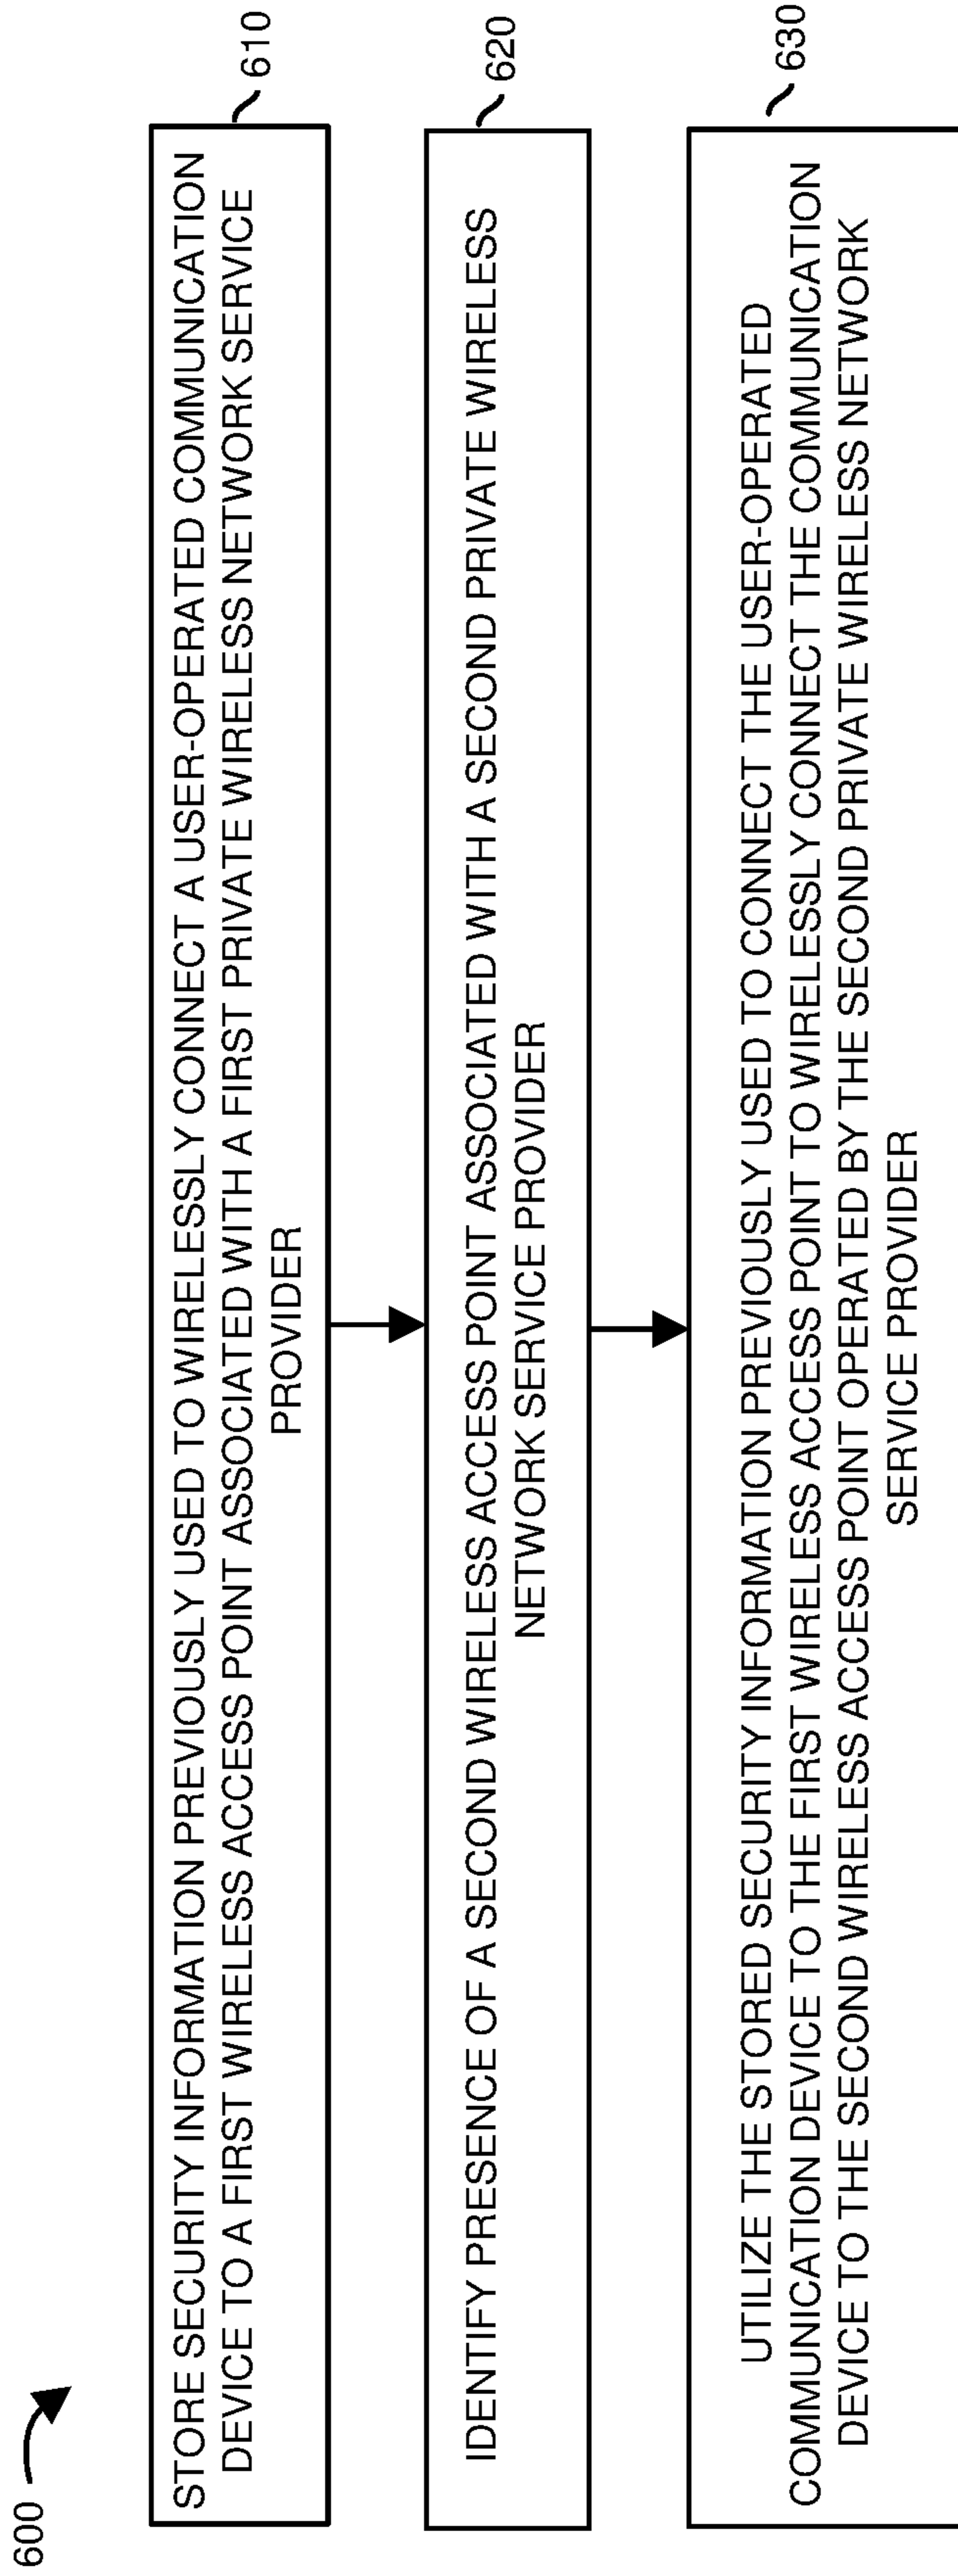 600
STORE SECURITY INFORMATION PREVIOUSLY USED TO WIRELESSLY CONNECT A USER-OPERATED COMMUNICATION
DEVICE TO A FIRST WIRELESS ACCESS POINT ASSOCIATED WITH A FIRST PRIVATE WIRELESS NETWORK SERVICE
PROVIDER
610
IDENTIFY PRESENCE OF A SECOND WIRELESS ACCESS POINT ASSOCIATED WITH A SECOND PRIVATE WIRELESS
NETWORK SERVICE PROVIDER
620
UTILIZE THE STORED SECURITY INFORMATION PREVIOUSLY USED TO CONNECT THE USER-OPERATED
COMMUNICATION DEVICE TO THE FIRST WIRELESS ACCESS POINT TO WIRELESSLY CONNECT THE COMMUNICATION
DEVICE TO THE SECOND WIRELESS ACCESS POINT OPERATED BY THE SECOND PRIVATE WIRELESS NETWORK
SERVICE PROVIDER
630